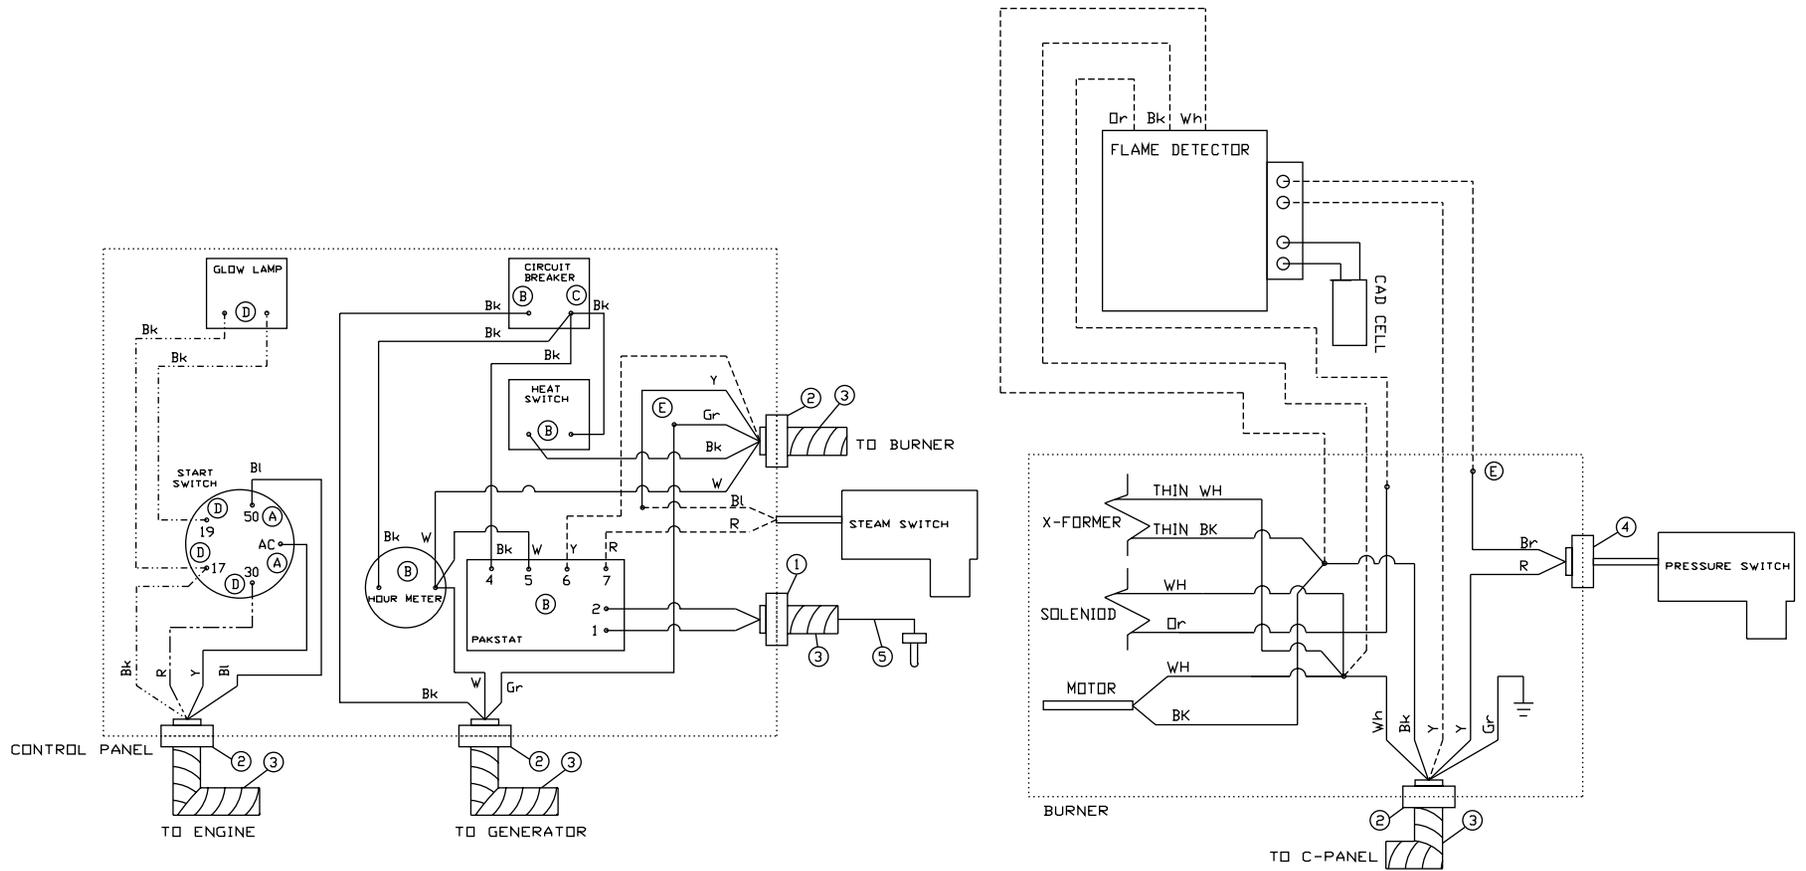 Or Bk Wh
FLAME DETECTOR
CAD CELL
GLOW LAMP
D
Bk
Bk
CIRCUIT
BREAKER
B C
Bk Bk
Bk
Bk
HEAT
SWITCH
B
Y
E
Gr
Bk
W
2 3
TO BURNER
Bl
R
STEAM SWITCH
START
SWITCH
Bl
D
50 A
19
AC
D
17 30 A
D
Bk W
B
HOUR METER
Bk W Y R
4 5 6 7
B
2
1
PAKSTAT
1
3 5
Bk R Y Bl
Bk W Gr
CONTROL PANEL
2 3
TO ENGINE
2 3
TO GENERATOR
E
THIN WH
X-FORMER
THIN BK
WH
SOLENIOD
Or
WH
MOTOR
BK
4
Br
R
PRESSURE SWITCH
Wh Bk Y Y Gr
BURNER
2 3
TO C-PANEL